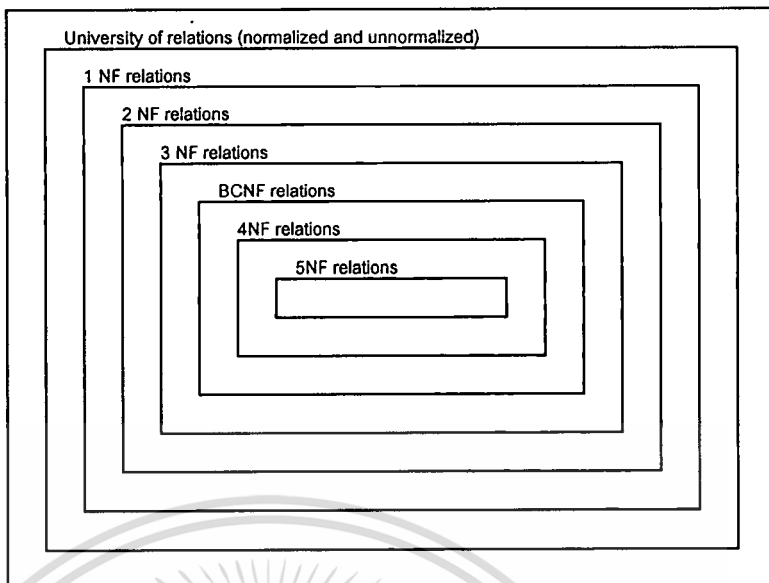 University of relations (normalized and unnormalized)
1 NF relations
2 NF relations
3 NF relations
BCNF relations
4NF relations
5NF relations